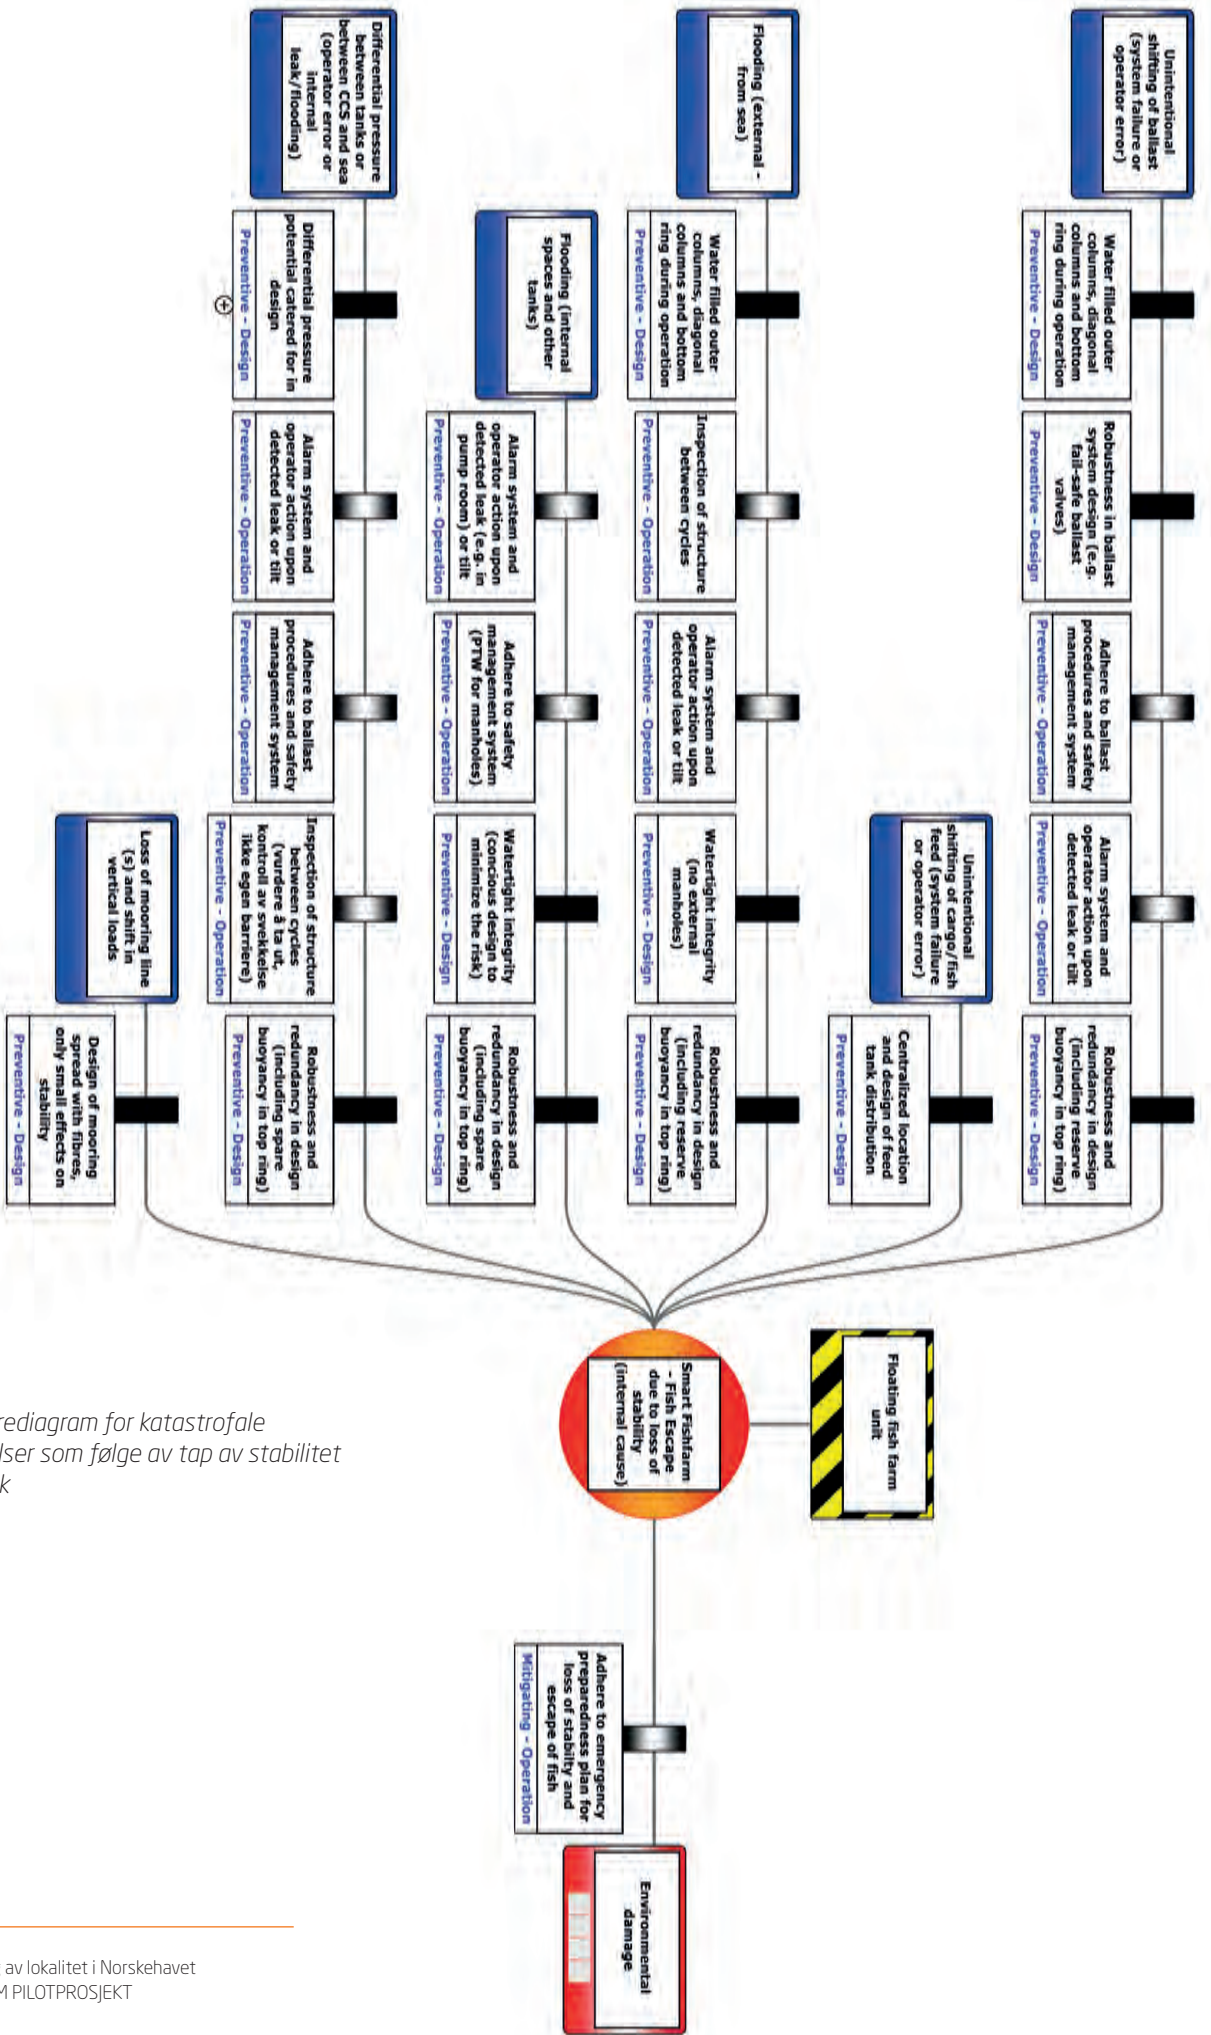 Unintentional
shifting of ballast
(system failure or
operator error)
Water filled outer
columns, diagonal
columns and bottom
ring during operation
Preventive - Design
Robustness in ballast
system design (e.g.
fail-safe ballast
valves)
Preventive - Design
Adhere to ballast
procedures and safety
management system
Preventive - Operation
Alarm system and
operator action upon
detected leak or tilt
Preventive - Operation
Robustness and
redundancy in design
(including reserve
buoyancy in top ring)
Preventive - Design
Unintentional
shifting of cargo/fish
feed (system failure
or operator error)
Centralized location
and design of feed
tank distribution
Preventive - Design
Flooding (external -
from sea)
Water filled outer
columns, diagonal
columns and bottom
ring during operation
Preventive - Design
Inspection of structure
between cycles
Preventive - Operation
Alarm system and
operator action upon
detected leak or tilt
Preventive - Operation
Watertight integrity
(no external
manholes)
Preventive - Design
Robustness and
redundancy in design
(including reserve
buoyancy in top ring)
Preventive - Design
Flooding (internal
spaces and other
tanks)
Alarm system and
operator action upon
detected leak (e.g. in
pump room) or tilt
Preventive - Operation
Adhere to safety
management system
(PTW for manholes)
Preventive - Operation
Watertight integrity
(concious design to
minimize the risk)
Preventive - Design
Robustness and
redundancy in design
(including spare
buoyancy in top ring)
Preventive - Design
Differential pressure
between tanks or
between CCS and sea
(operator error or
internal
leak/flooding)
Differential pressure
potential catered for in
design
Preventive - Design
Alarm system and
operator action upon
detected leak or tilt
Preventive - Operation
Adhere to ballast
procedures and safety
management system
Preventive - Operation
Inspection of structure
between cycles
(vurdere å ta ut,
kontroll av svekkelse
ikke egen barriere)
Preventive - Operation
Robustness and
redundancy in design
(including spare
buoyancy in top ring)
Preventive - Design
Loss of mooring line
(s) and shift in
vertical loads
Design of mooring
spread with fibres,
only small effects on
stability
Preventive - Design
Floating fish farm
unit
Smart Fishfarm
- Fish Escape
due to loss of
stability
(internal cause)
Adhere to emergency
preparedness plan for
loss of stabilty and
escape of fish
Mitigating - Operation
Environmental
damage
rediagram for katastrofale
lser som følge av tap av stabilitet
k
av lokalitet i Norskehavet
M PILOTPROSJEKT